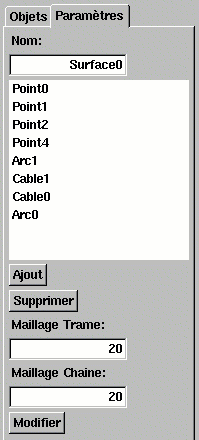 Objets Paramètres
Nom:
Surface0
Point0
Point1
Point2
Point4
Arc1
Cable1
Cable0
Arc0
Ajout
Supprimer
Maillage Trame:
20
Maillage Chaine:
20
Modifier